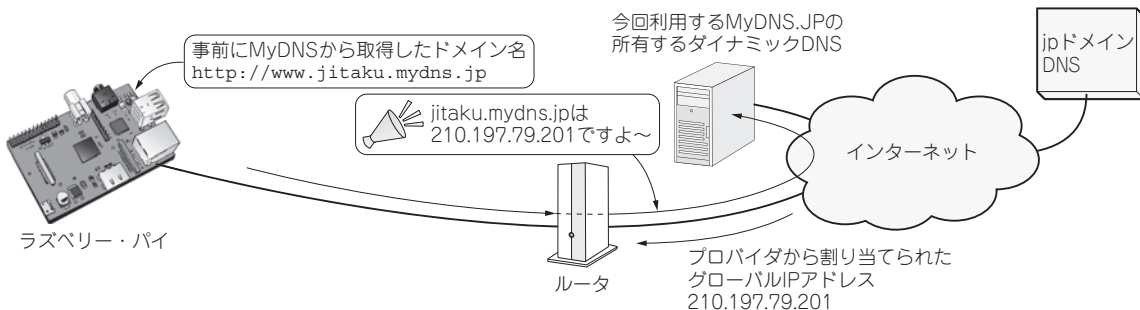 今回利用するMyDNS.JPの
所有するダイナミックDNS
jpドメイン
DNS
事前にMyDNSから取得したドメイン名
http://www.jitaku.mydns.jp
jitaku.mydns.jpは
210.197.79.201ですよ〜
インターネット
ラズベリー・パイ
ルータ
プロバイダから割り当てられた
グローバルIPアドレス
210.197.79.201